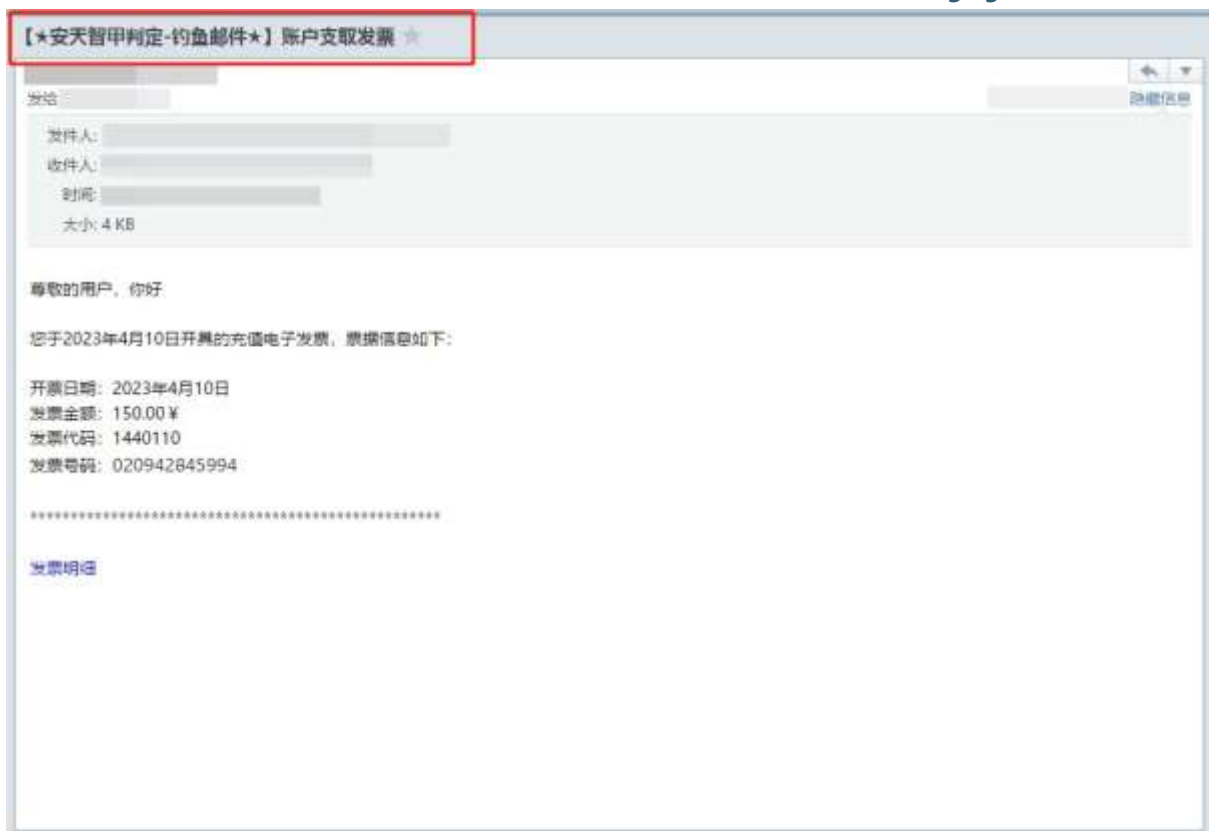 【★安天智甲判定-钓鱼邮件★】账户支取发票 ☆
发给
隐藏信息
发件人:
收件人:
时间:
大小: 4 KB
尊敬的用户，你好
您于2023年4月10日开具的充值电子发票，票据信息如下：
开票日期：2023年4月10日
发票金额：150.00￥
发票代码：1440110
发票号码：020942845994
***************************************************
发票明细